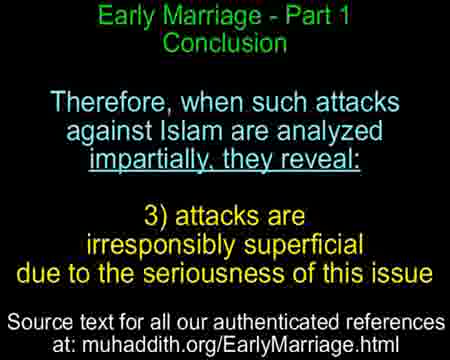 Early Marriage - Part 1
Conclusion
Therefore, when such attacks
against Islam are analyzed
impartially, they reveal:
3) attacks are
irresponsibly superficial
due to the seriousness of this issue
Source text for all our authenticated references
at: muhaddith.org/EarlyMarriage.html